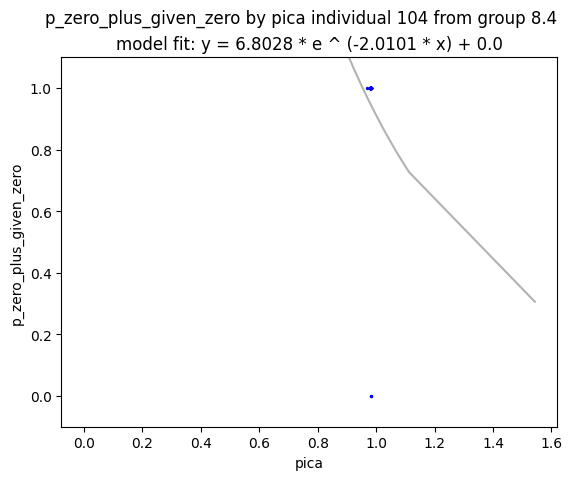 p_zero_plus_given_zero by pica individual 104 from group 8.4
model fit: y = 6.8028 * e ^ (-2.0101 * x) + 0.0
1.0
0.8
0.6
0.4
0.2
0.0
p_zero_plus_given_zero
0.0 0.2 0.4 0.6 0.8 1.0 1.2 1.4 1.6
pica